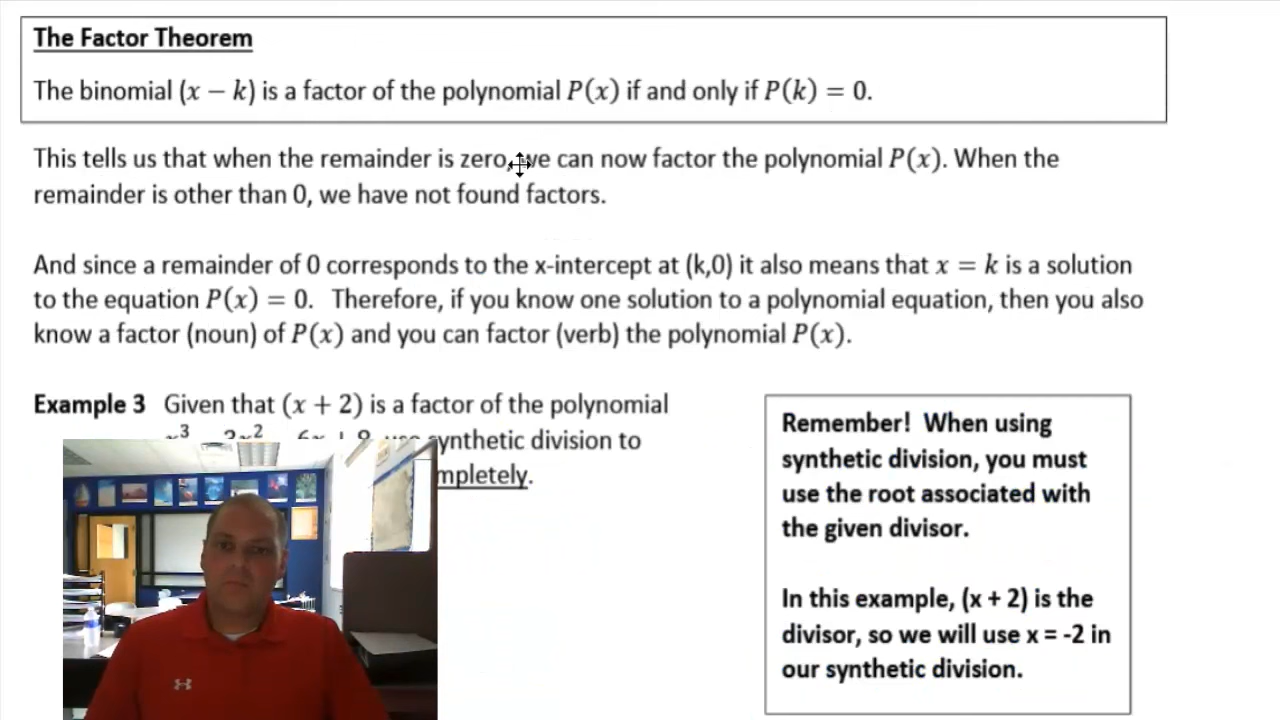 The Factor Theorem
The binomial (x − k) is a factor of the polynomial P(x) if and only if P(k) = 0.
This tells us that when the remainder is zero, we can now factor the polynomial P(x). When the
remainder is other than 0, we have not found factors.
And since a remainder of 0 corresponds to the x-intercept at (k,0) it also means that x = k is a solution
to the equation P(x) = 0. Therefore, if you know one solution to a polynomial equation, then you also
know a factor (noun) of P(x) and you can factor (verb) the polynomial P(x).
Example 3 Given that (x + 2) is a factor of the polynomial
synthetic division to
Remember! When using
synthetic division, you must
use the root associated with
the given divisor.
In this example, (x + 2) is the
divisor, so we will use x = -2 in
our synthetic division.